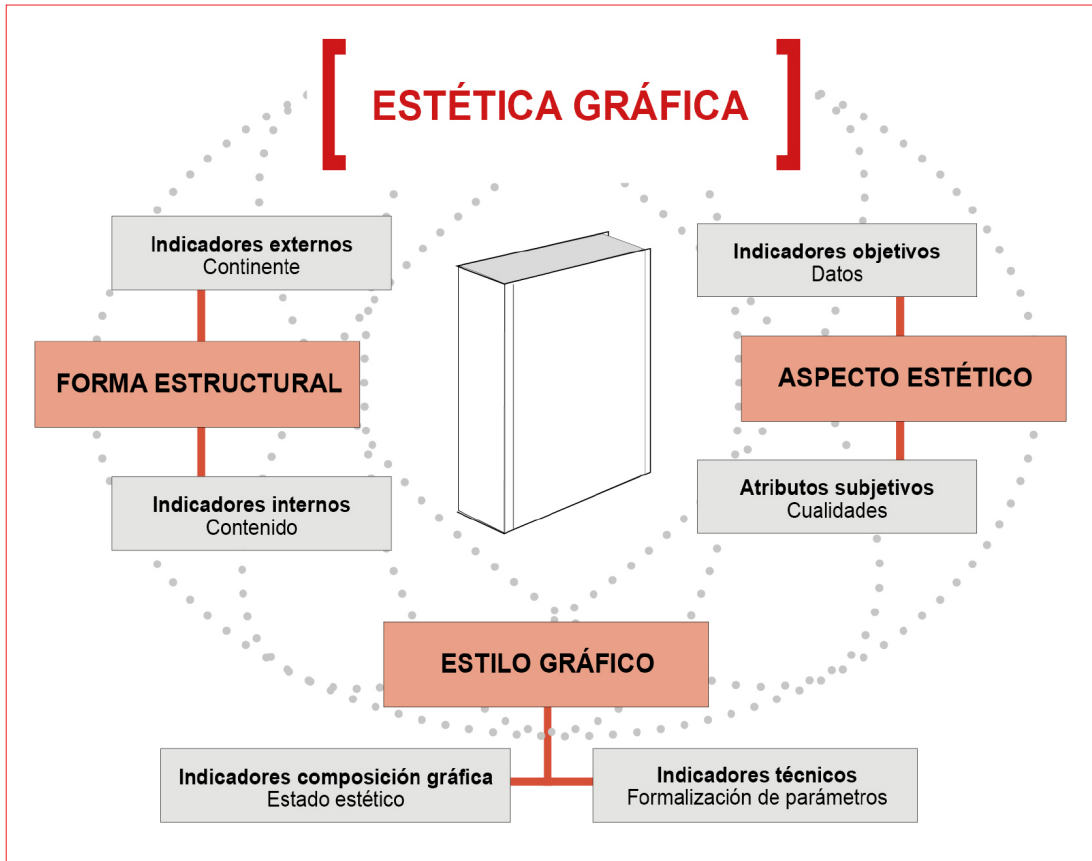 ESTÉTICA GRÁFICA
Indicadores externos
Continente
FORMA ESTRUCTURAL
Indicadores internos
Contenido
Indicadores objetivos
Datos
ASPECTO ESTÉTICO
Atributos subjetivos
Cualidades
ESTILO GRÁFICO
Indicadores composición gráfica
Estado estético
Indicadores técnicos
Formalización de parámetros